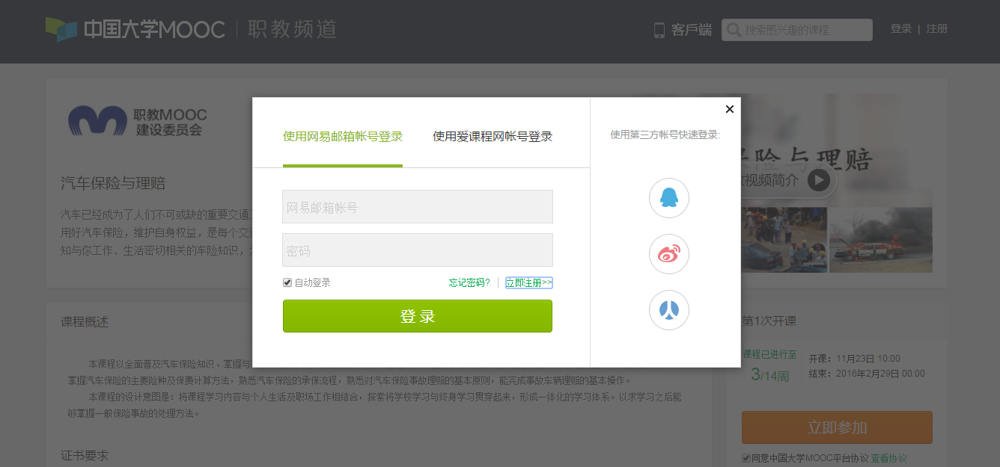 中国大学MOOC 职教频道
客户端
搜索感兴趣的课程
登录 | 注册
职教MOOC
建设委员会
汽车保险与理赔
汽车已经成为了人们不可或缺的重要交通
用好汽车保险，维护自身权益，是每个交
知与你工作、生活密切相关的车险知识，
险与理赔
视频简介
使用网易邮箱帐号登录
使用爱课程网帐号登录
网易邮箱帐号
密码
自动登录
忘记密码?
立即注册>>
登 录
使用第三方帐号快速登录:
课程概述
本课程以全面普及汽车保险知识、掌握与
掌握汽车保险的主要险种及保费计算方法，熟悉汽车保险的承保流程，熟悉对汽车保险事故理赔的基本原则，能完成事故车辆理赔的基本操作。
本课程的设计意图是：将课程学习内容与个人生活及职场工作相结合，探索将学校学习与终身学习贯穿起来，形成一体化的学习体系。以求学习之后能
够掌握一般保险事故的处理方法。
证书要求
第1次开课
课程已进行至
3/14周
开课：11月23日 10:00
结束：2016年2月29日 00:00
立即参加
同意中国大学MOOC平台协议 查看协议